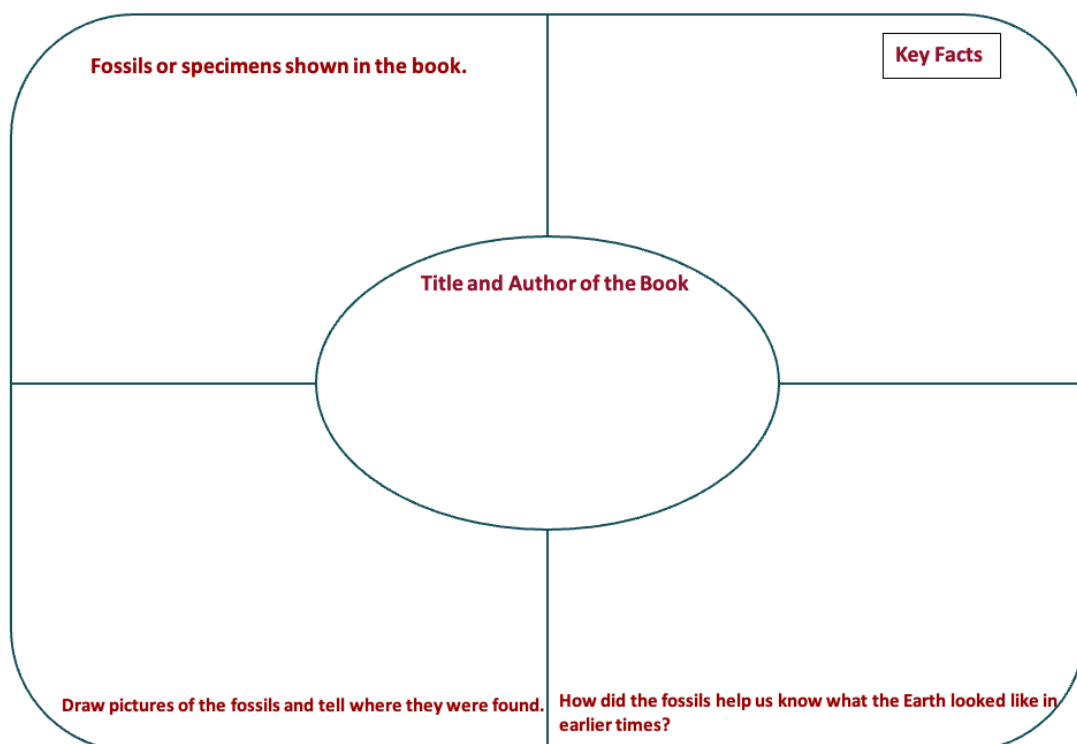 Fossils or specimens shown in the book.
Key Facts
Title and Author of the Book
Draw pictures of the fossils and tell where they were found.
How did the fossils help us know what the Earth looked like in
earlier times?